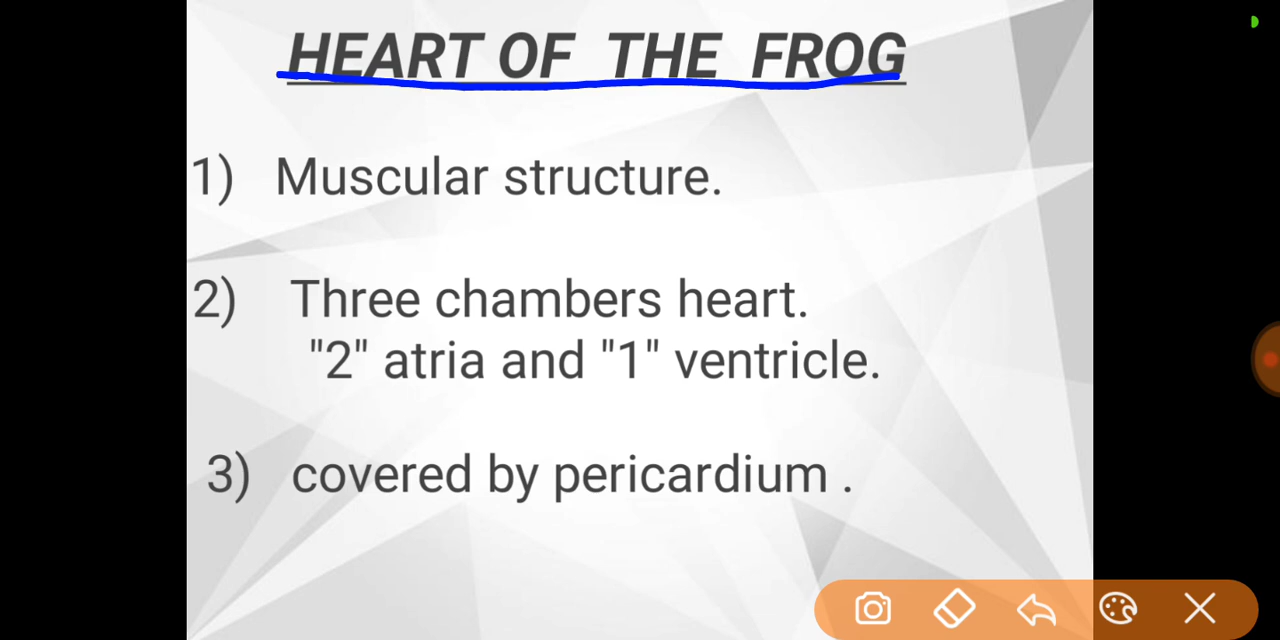 HEART OF THE FROG
1) Muscular structure.
2) Three chambers heart.
"2" atria and "1" ventricle.
3) covered by pericardium .